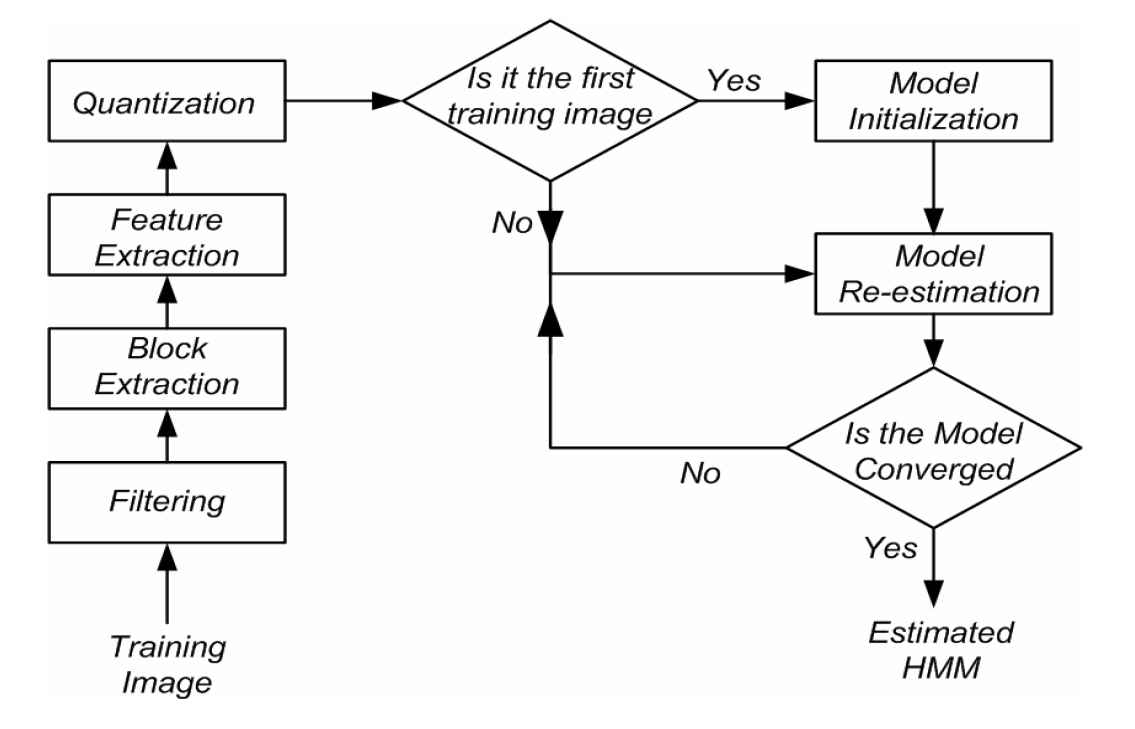 Quantization
Feature
Extraction
Block
Extraction
Filtering
Training
Image
Is it the first
training image
Yes
No
Model
Initialization
Model
Re-estimation
Is the Model
Converged
No
Yes
Estimated
HMM